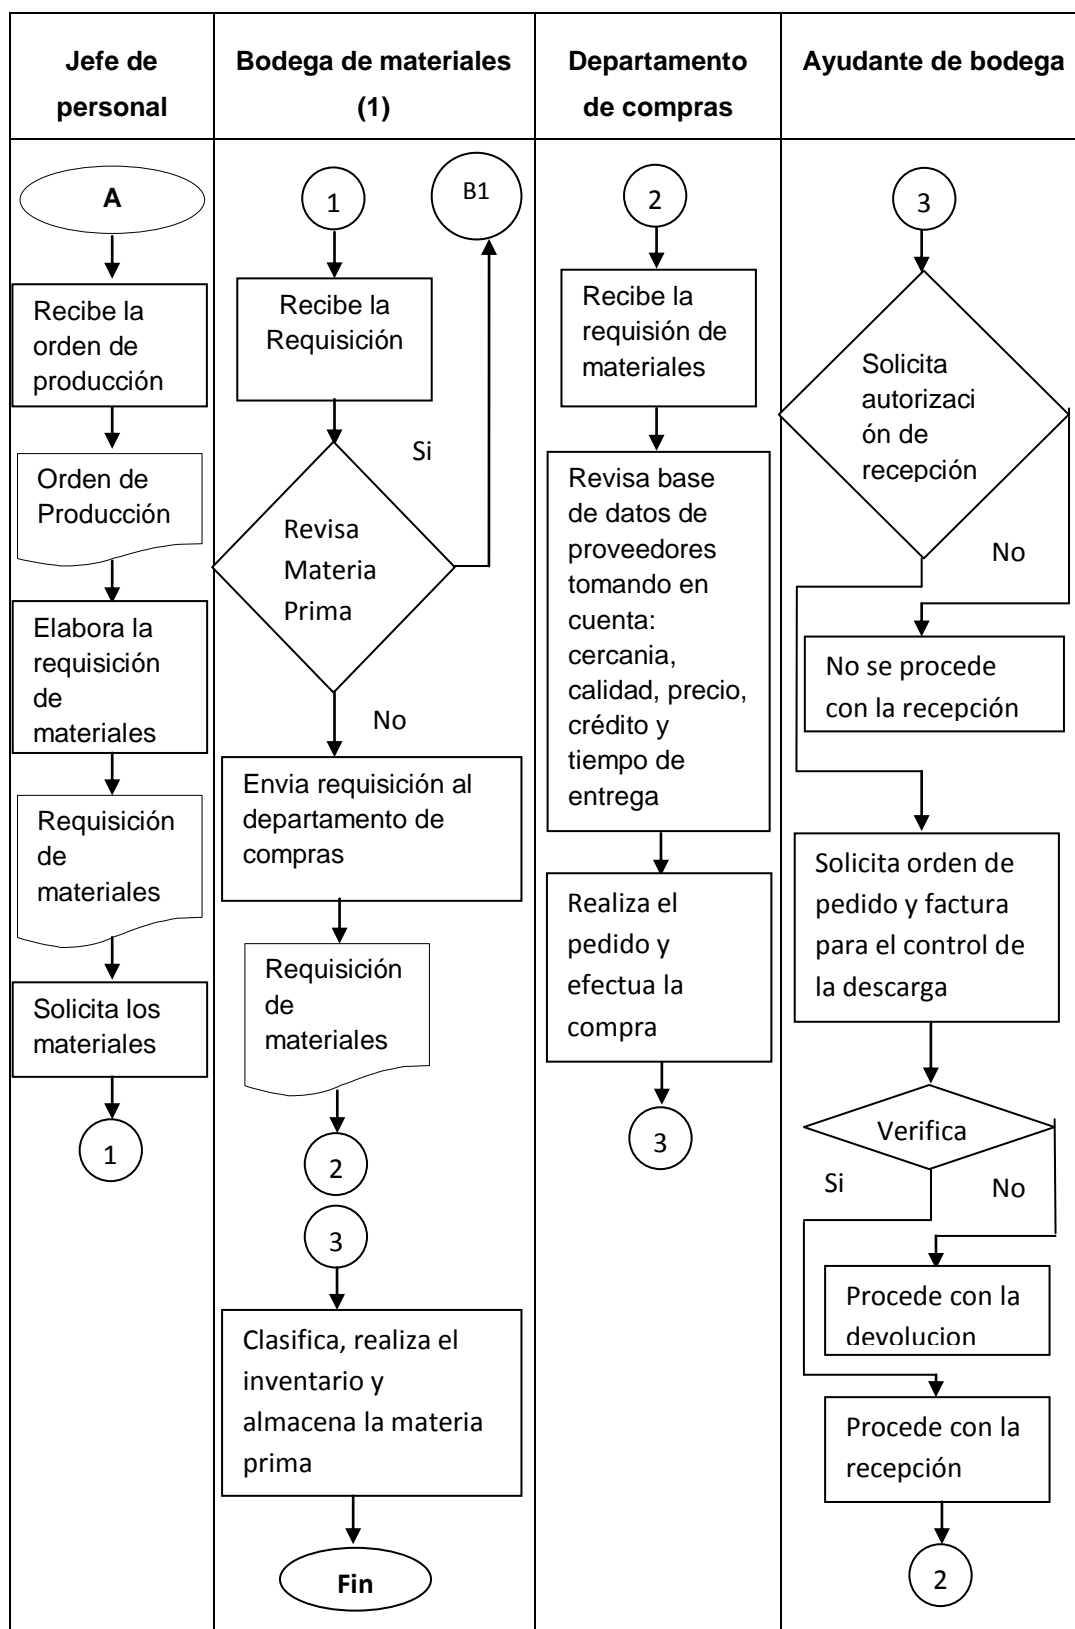 Jefe de
personal
Bodega de materiales
(1)
Departamento
de compras
Ayudante de bodega
A
Recibe la
orden de
producción
Orden de
Producción
Elabora la
requisición
de
materiales
Requisición
de
materiales
Solicita los
materiales
1
1
B1
Recibe la
Requisición
Si
Revisa
Materia
Prima
No
Envia requisición al
departamento de
compras
Requisición
de
materiales
2
3
Clasifica, realiza el
inventario y
almacena la materia
prima
Fin
2
Recibe la
requisión de
materiales
Revisa base
de datos de
proveedores
tomando en
cuenta:
cercania,
calidad, precio,
crédito y
tiempo de
entrega
Realiza el
pedido y
efectua la
compra
3
3
Solicita
autorizaci
ón de
recepción
No
No se procede
con la recepción
Solicita orden de
pedido y factura
para el control de
la descarga
Verifica
Si
No
Procede con la
devolucion
Procede con la
recepción
2